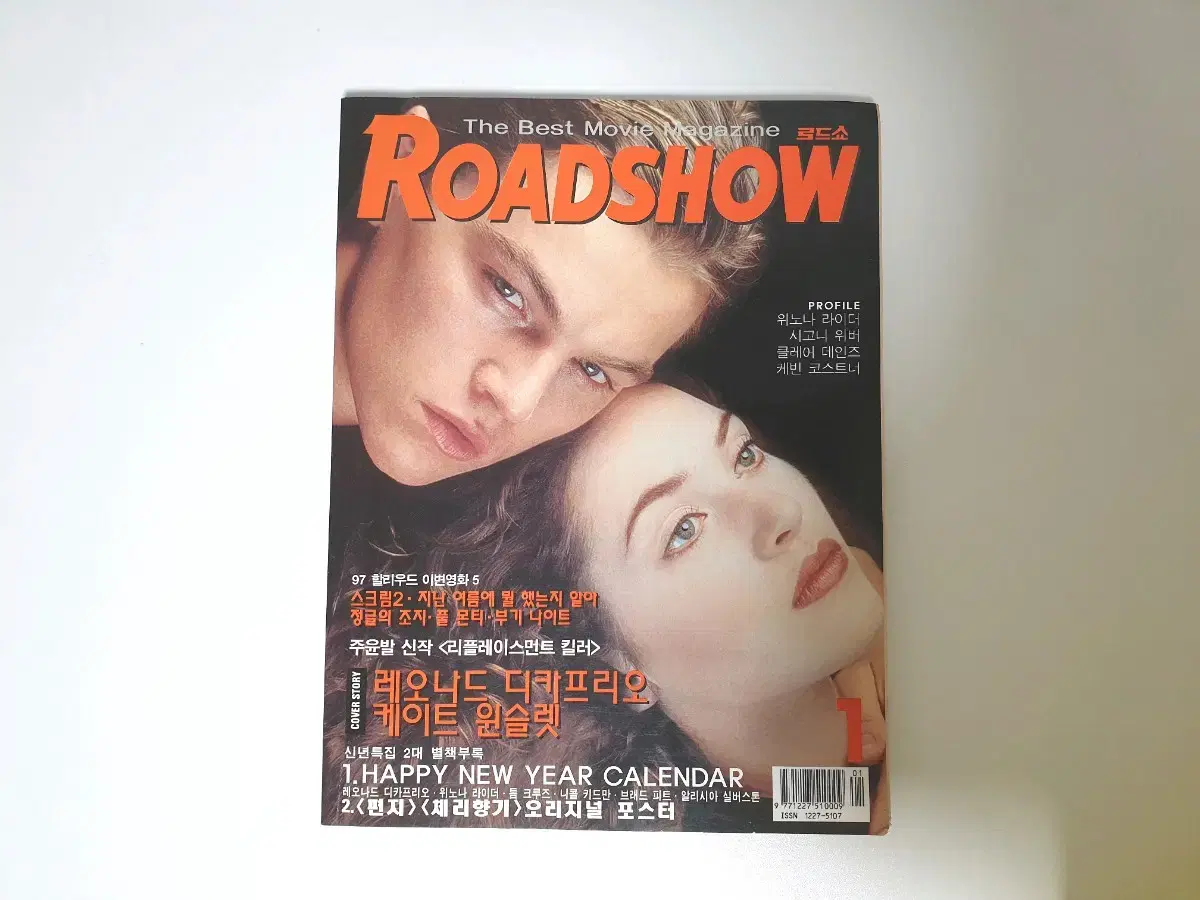 The Best Movie Magazine 로드쇼
ROADSHOW
PROFILE
위노나 라이더
시고니 위버
클레어 데인즈
케빈 코스트너
97 할리우드 이변영화 5
스크림2·지난 여름에 뭘 했는지 알아
정글의 조지·풀 몬티·부기 나이트
주윤발 신작 <리플레이스먼트 킬러>
COVER STORY
레오나드 디카프리오
케이트 윈슬렛
1
신년특집 2대 별책부록
1.HAPPY NEW YEAR CALENDAR
레오나드 디카프리오·위노나 라이더·톰 크루즈·니콜 키드만·브래드 피트·알리시아 실버스톤
2.<편지><체리향기>오리지널 포스터
01
9 771227 510009
ISSN 1227-5107